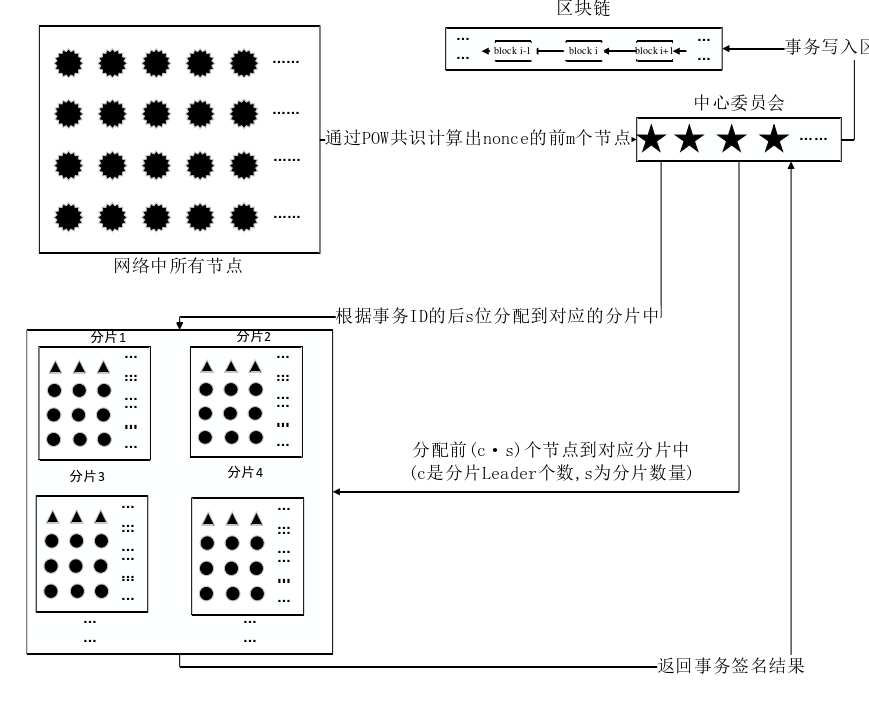 区块链
… block i-1 block i block i+1 …
… …
事务写入区
中心委员会
……
通过POW共识计算出nonce的前m个节点
……
……
……
……
网络中所有节点
根据事务ID的后s位分配到对应的分片中
分片1 分片2
分配前(c·s)个节点到对应分片中
(c是分片Leader个数,s为分片数量)
分片3 分片4
… …
… …
返回事务签名结果